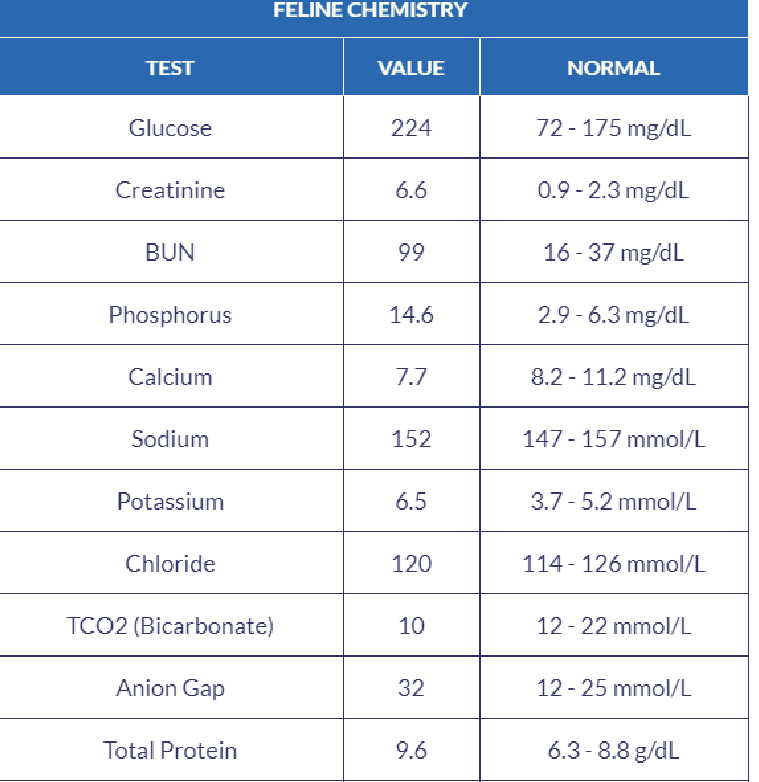 FELINE CHEMISTRY
TEST VALUE NORMAL
Glucose 224 72 - 175 mg/dL
Creatinine 6.6 0.9 - 2.3 mg/dL
BUN 99 16 - 37 mg/dL
Phosphorus 14.6 2.9 - 6.3 mg/dL
Calcium 7.7 8.2 - 11.2 mg/dL
Sodium 152 147 - 157 mmol/L
Potassium 6.5 3.7 - 5.2 mmol/L
Chloride 120 114 - 126 mmol/L
TCO2 (Bicarbonate) 10 12 - 22 mmol/L
Anion Gap 32 12 - 25 mmol/L
Total Protein 9.6 6.3 - 8.8 g/dL